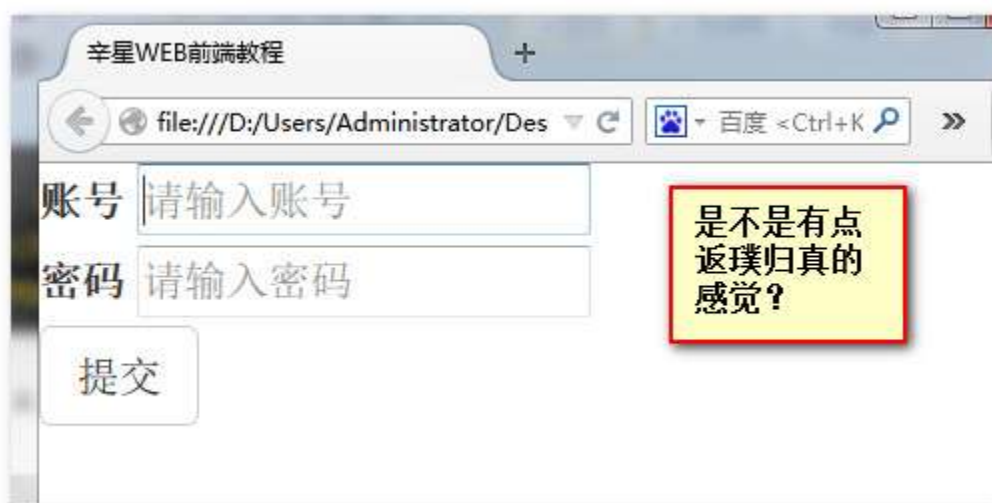 辛星WEB前端教程
file:///D:/Users/Administrator/Des
百度 <Ctrl+K
账号 请输入账号
密码 请输入密码
提交
是不是有点
返璞归真的
感觉？